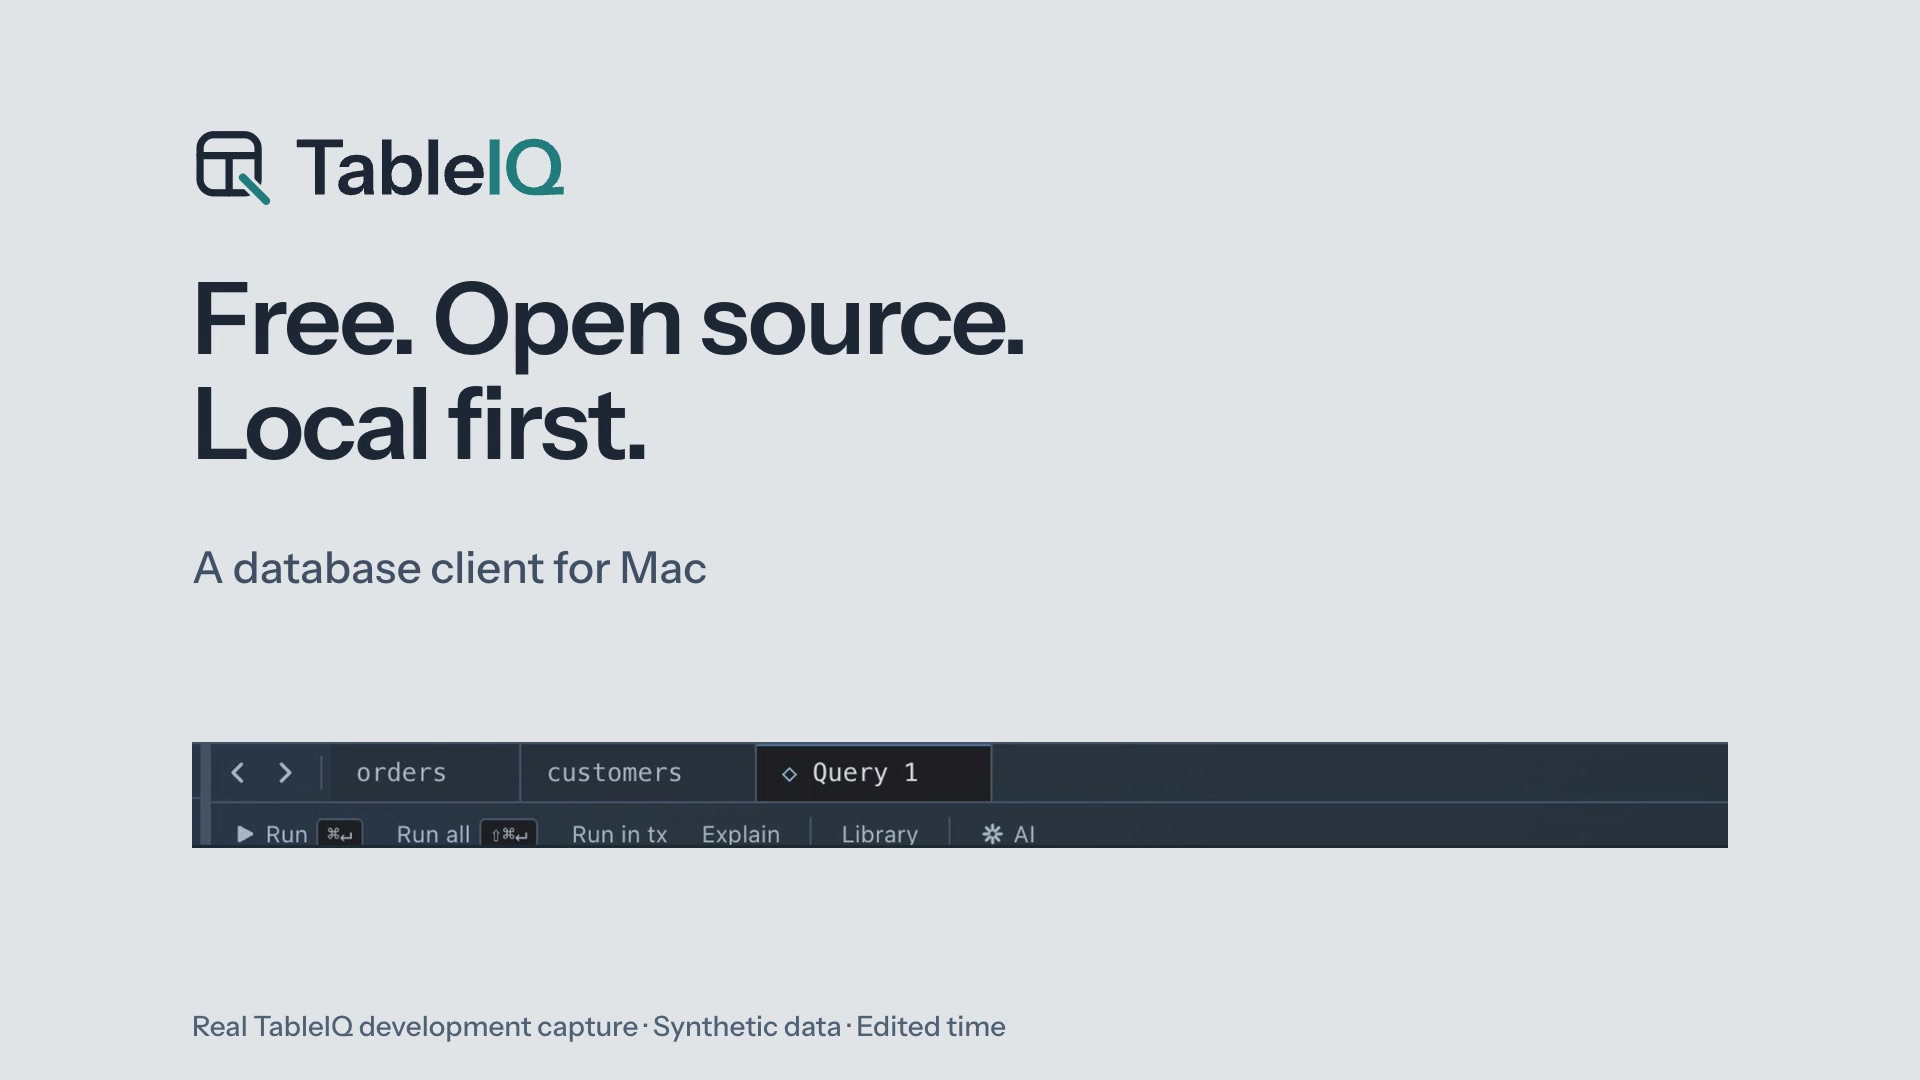 TableIQ
Free. Open source.
Local first.
A database client for Mac
orders customers ◇ Query 1
Run ⌘↵ Run all ⇧⌘↵ Run in tx Explain Library AI
Real TableIQ development capture · Synthetic data · Edited time